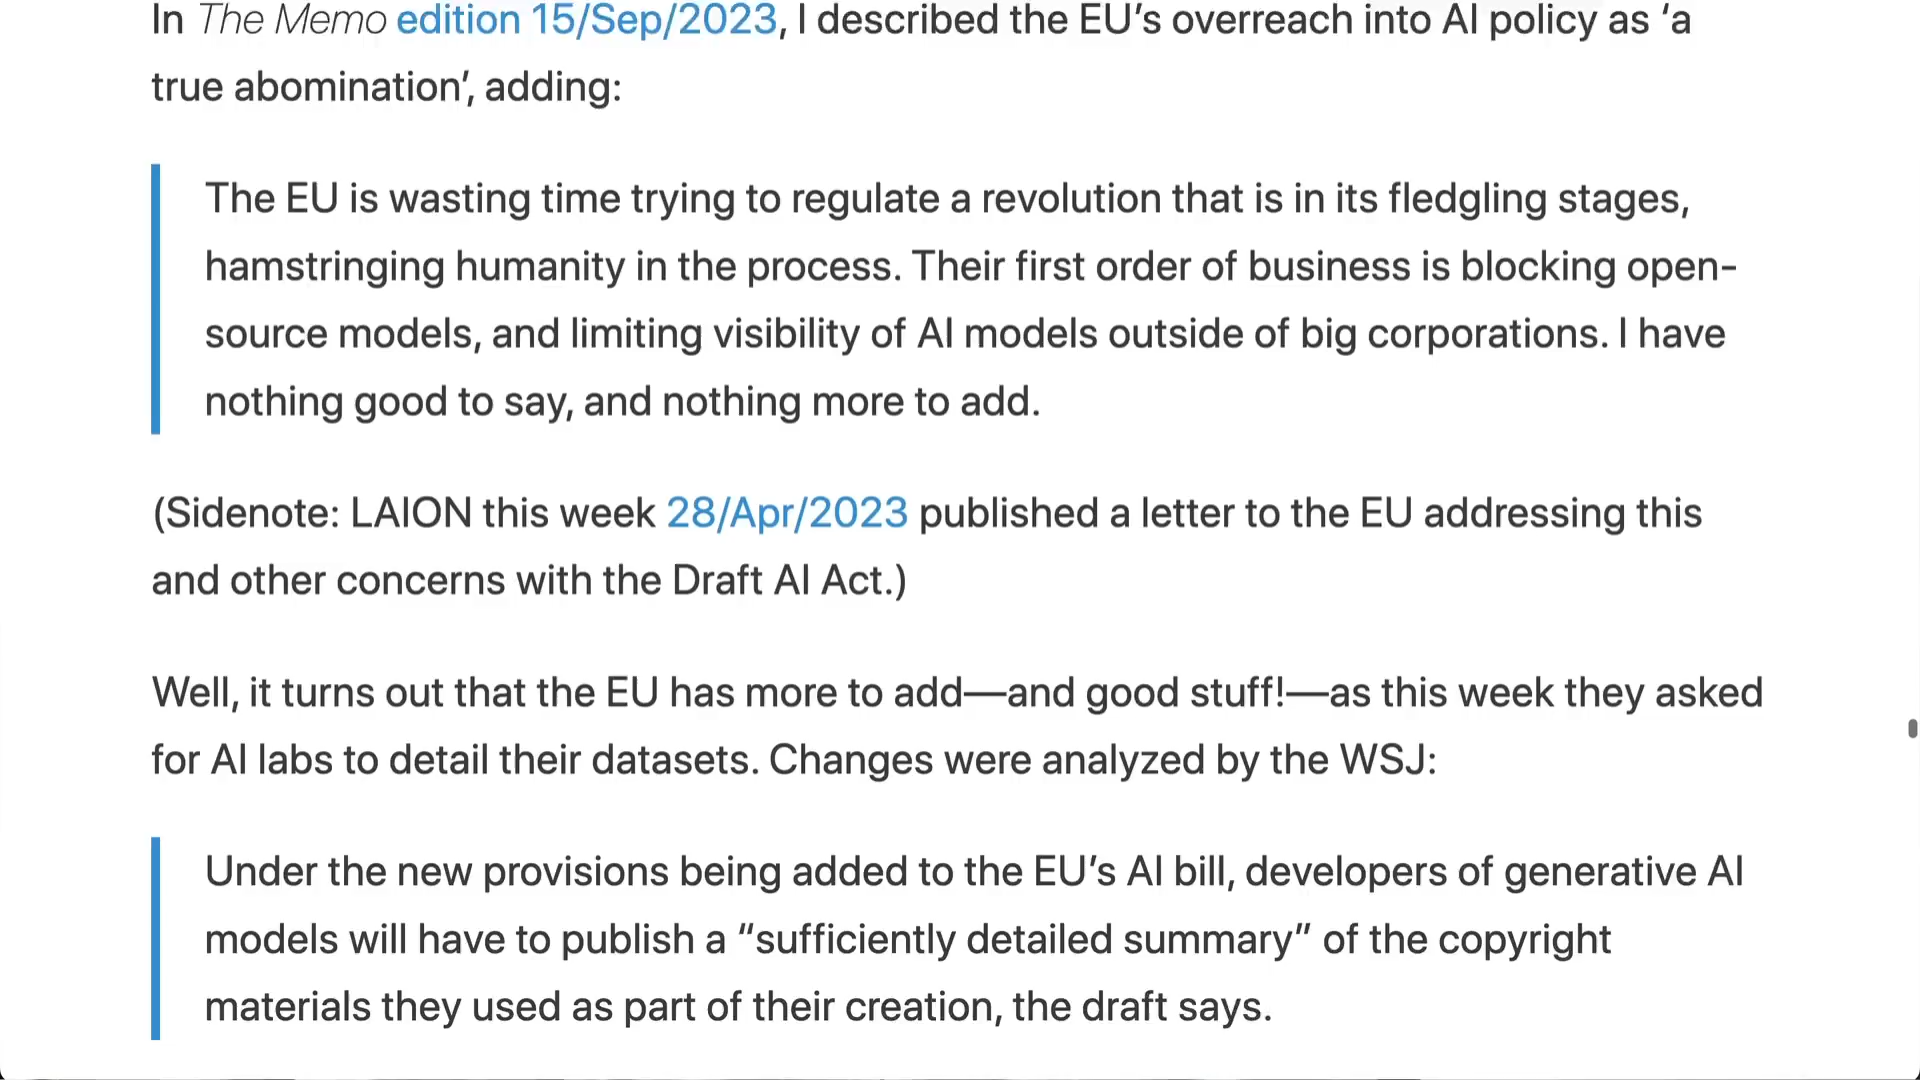 In The Memo edition 15/Sep/2023, I described the EU’s overreach into AI policy as ‘a
true abomination’, adding:
The EU is wasting time trying to regulate a revolution that is in its fledgling stages,
hamstringing humanity in the process. Their first order of business is blocking open-
source models, and limiting visibility of AI models outside of big corporations. I have
nothing good to say, and nothing more to add.
(Sidenote: LAION this week 28/Apr/2023 published a letter to the EU addressing this
and other concerns with the Draft AI Act.)
Well, it turns out that the EU has more to add—and good stuff!—as this week they asked
for AI labs to detail their datasets. Changes were analyzed by the WSJ:
Under the new provisions being added to the EU’s AI bill, developers of generative AI
models will have to publish a “sufficiently detailed summary” of the copyright
materials they used as part of their creation, the draft says.